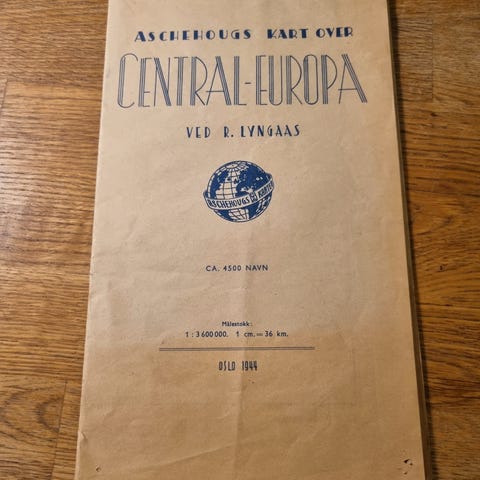 ASCHEHOUGS KART OVER
CENTRAL-EUROPA
VED R. LYNGAAS
ASCHEHOUGS KARTER
CA. 4500 NAVN
Målestokk:
1 : 3 600 000. 1 cm. = 36 km.
OSLO 1944